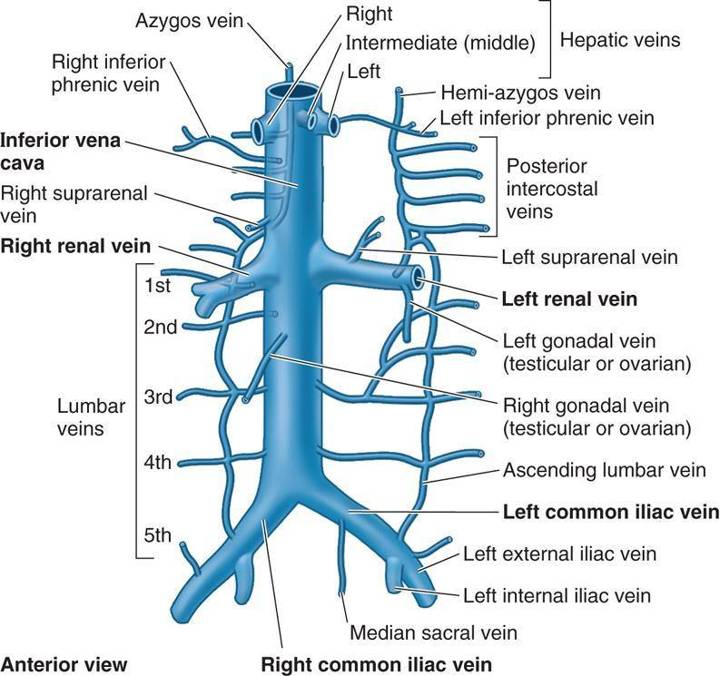 Azygos vein
Right
Intermediate (middle)
Left
Hepatic veins
Right inferior
phrenic vein
Hemi-azygos vein
Left inferior phrenic vein
Inferior vena
cava
Posterior
intercostal
veins
Right suprarenal
vein
Right renal vein
Left suprarenal vein
1st
Left renal vein
2nd
Left gonadal vein
(testicular or ovarian)
Lumbar
veins
3rd
Right gonadal vein
(testicular or ovarian)
4th
Ascending lumbar vein
Left common iliac vein
5th
Left external iliac vein
Left internal iliac vein
Median sacral vein
Anterior view
Right common iliac vein